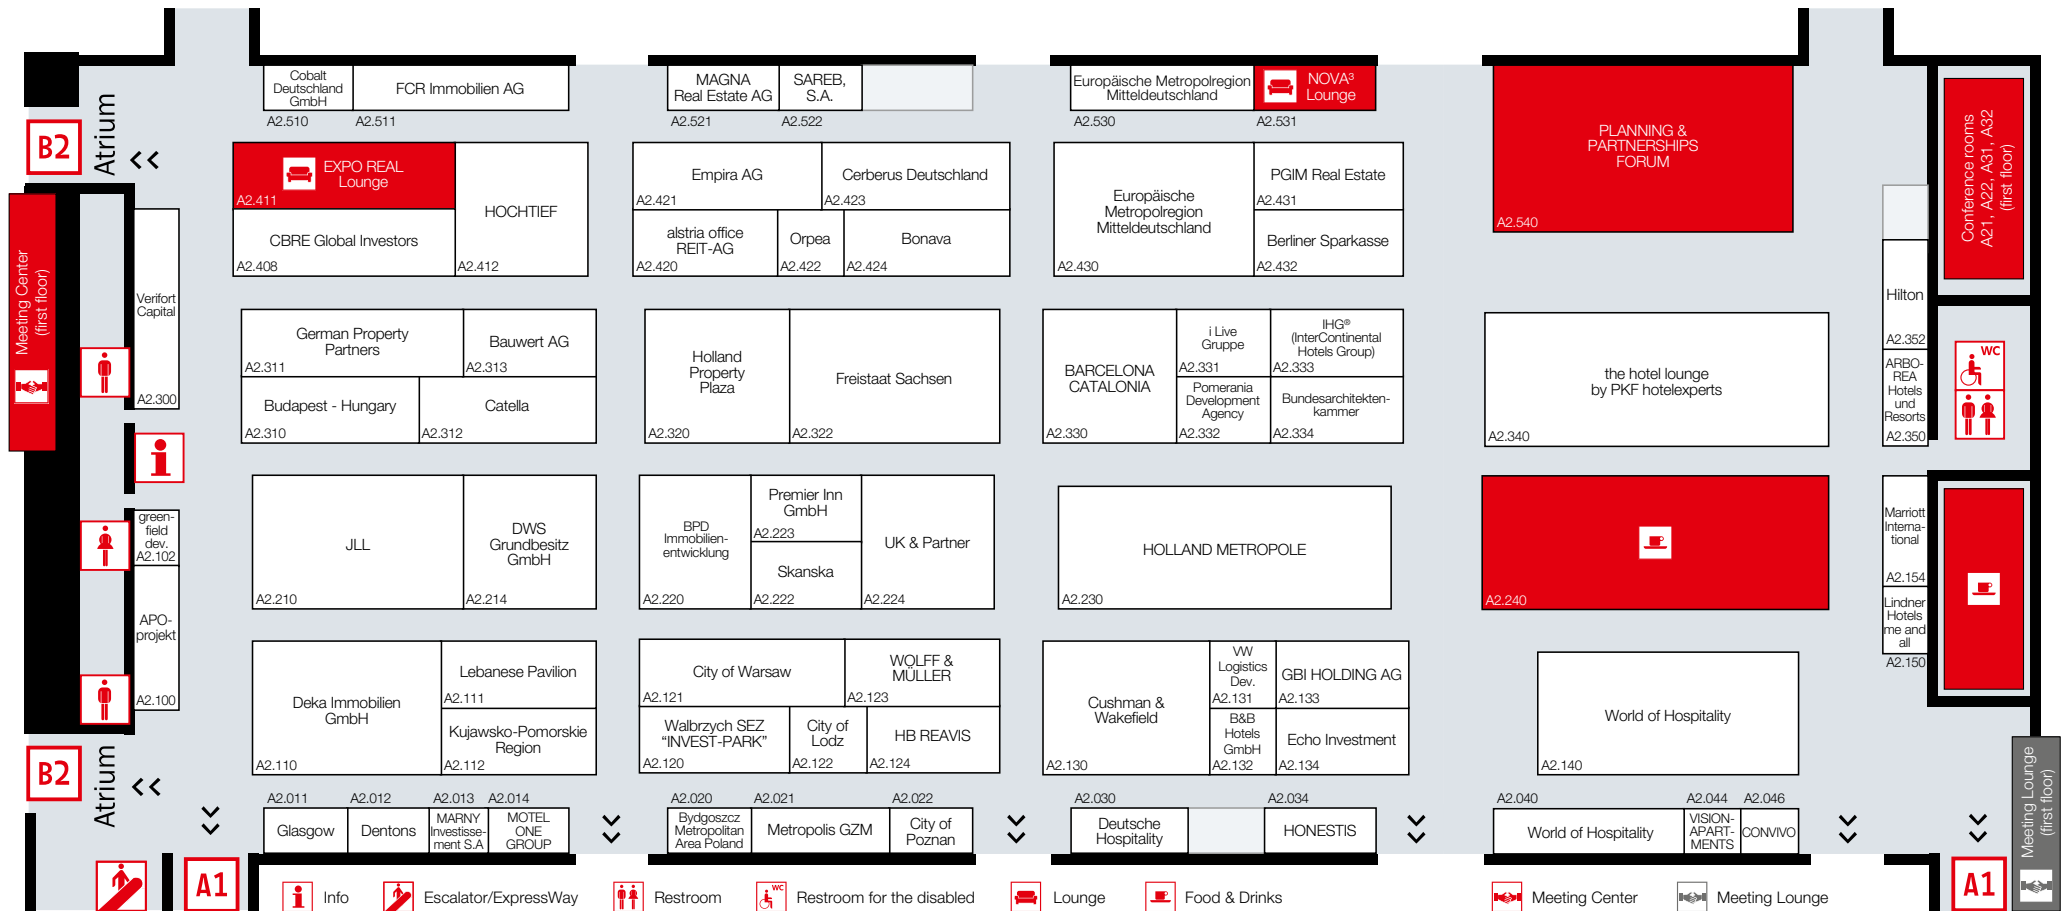 Cobalt
Deutschland
GmbH
A2.510
FCR Immobilien AG
A2.511
MAGNA
Real Estate AG
A2.521
SAREB,
S.A.
A2.522
Europäische Metropolregion
Mitteldeutschland
A2.530
NOVA³
Lounge
A2.531
PLANNING &
PARTNERSHIPS
FORUM
A2.540
Conference rooms
A21, A22, A31, A32
(first floor)
B2
Atrium
EXPO REAL
Lounge
A2.411
HOCHTIEF
A2.412
CBRE Global Investors
A2.408
Empira AG
A2.421
Cerberus Deutschland
A2.423
alstria office
REIT-AG
A2.420
Orpea
A2.422
Bonava
A2.424
Europäische
Metropolregion
Mitteldeutschland
A2.430
PGIM Real Estate
A2.431
Berliner Sparkasse
A2.432
Meeting Center
(first floor)
Verifort
Capital
A2.300
German Property
Partners
A2.311
Bauwert AG
A2.313
Budapest - Hungary
A2.310
Catella
A2.312
Holland
Property
Plaza
A2.320
Freistaat Sachsen
A2.322
BARCELONA
CATALONIA
A2.330
i Live
Gruppe
A2.331
IHG®
(InterContinental
Hotels Group)
A2.333
Pomerania
Development
Agency
A2.332
Bundesarchitekten-
kammer
A2.334
the hotel lounge
by PKF hotelexperts
A2.340
Hilton
A2.352
ARBO-
REA
Hotels
und
Resorts
A2.350
WC
green-
field
dev.
A2.102
APO-
projekt
A2.100
JLL
A2.210
DWS
Grundbesitz
GmbH
A2.214
BPD
Immobilien-
entwicklung
A2.220
Premier Inn
GmbH
A2.223
Skanska
A2.222
UK & Partner
A2.224
HOLLAND METROPOLE
A2.230
A2.240
Marriott
Interna-
tional
A2.154
Lindner
Hotels
me and
all
A2.150
Deka Immobilien
GmbH
A2.110
Lebanese Pavilion
A2.111
Kujawsko-Pomorskie
Region
A2.112
City of Warsaw
A2.121
WOLFF &
MÜLLER
A2.123
Walbrzych SEZ
“INVEST-PARK”
A2.120
City of
Lodz
A2.122
HB REAVIS
A2.124
Cushman &
Wakefield
A2.130
VW
Logistics
Dev.
A2.131
GBI HOLDING AG
A2.133
B&B
Hotels
GmbH
A2.132
Echo Investment
A2.134
World of Hospitality
A2.140
B2
Atrium
A2.011
Glasgow
A2.012
Dentons
A2.013
MARNY
Investisse-
ment S.A
A2.014
MOTEL
ONE
GROUP
A2.020
Bydgoszcz
Metropolitan
Area Poland
A2.021
Metropolis GZM
A2.022
City of
Poznan
A2.030
Deutsche
Hospitality
A2.034
HONESTIS
A2.040
World of Hospitality
A2.044
VISION-
APART-
MENTS
A2.046
CONVIVO
Meeting Lounge
(first floor)
A1
Info
Escalator/ExpressWay
Restroom
WC
Restroom for the disabled
Lounge
Food & Drinks
Meeting Center
Meeting Lounge
A1